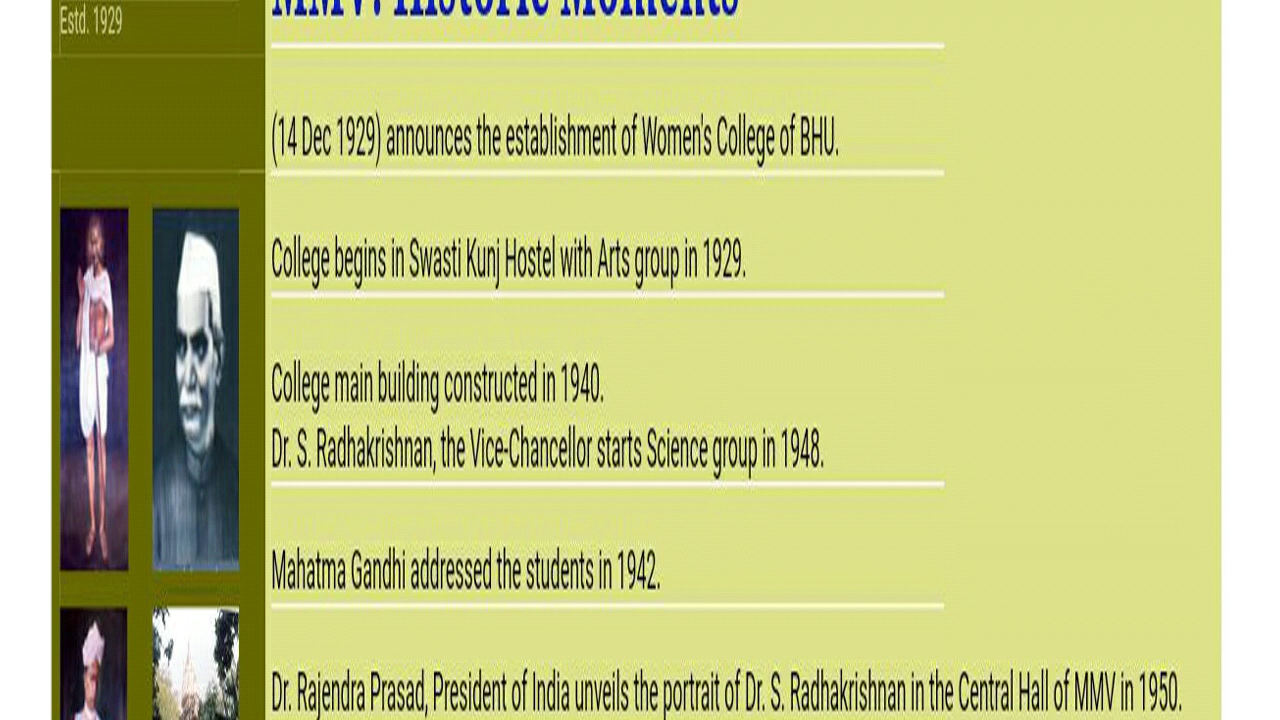 Estd. 1929
MMV: Historic Moments
(14 Dec 1929) announces the establishment of Women's College of BHU.
College begins in Swasti Kunj Hostel with Arts group in 1929.
College main building constructed in 1940.
Dr. S. Radhakrishnan, the Vice-Chancellor starts Science group in 1948.
Mahatma Gandhi addressed the students in 1942.
Dr. Rajendra Prasad, President of India unveils the portrait of Dr. S. Radhakrishnan in the Central Hall of MMV in 1950.